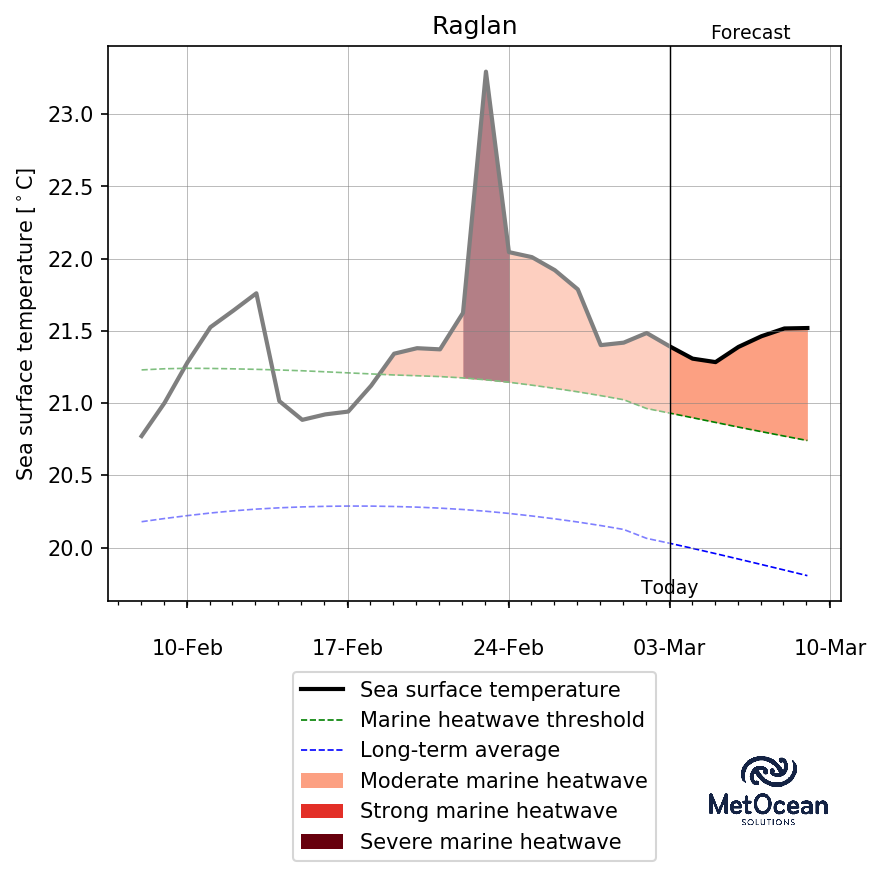 Raglan
Forecast
Sea surface temperature [°C]
23.0
22.5
22.0
21.5
21.0
20.5
20.0
Today
10-Feb 17-Feb 24-Feb 03-Mar 10-Mar
Sea surface temperature
Marine heatwave threshold
Long-term average
Moderate marine heatwave
Strong marine heatwave
Severe marine heatwave
MetOcean
SOLUTIONS